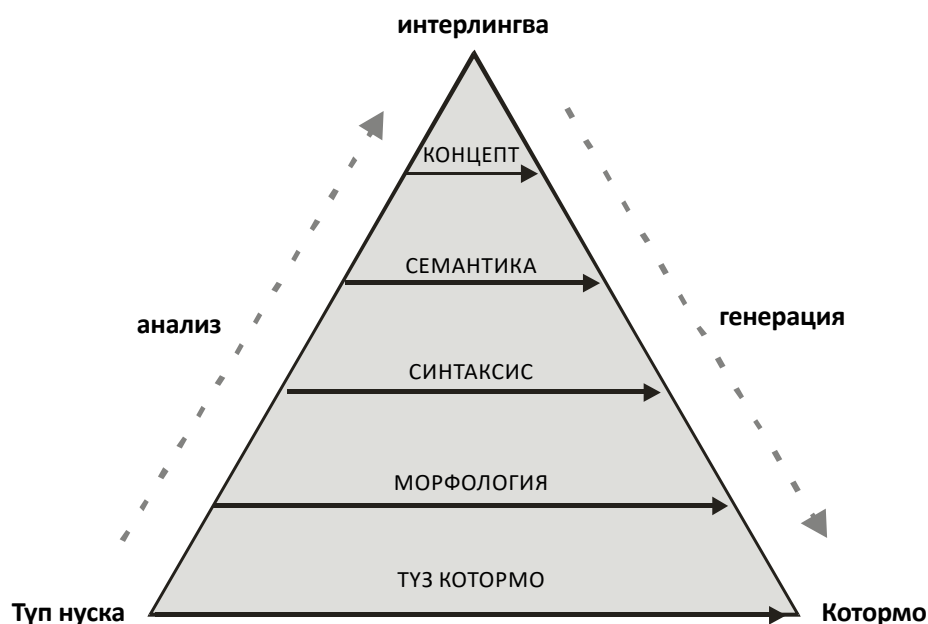 интерлингва
КОНЦЕПТ
СЕМАНТИКА
анализ
генерация
СИНТАКСИС
МОРФОЛОГИЯ
ТҮЗ КОТОРМО
Түп нуска
Котормо